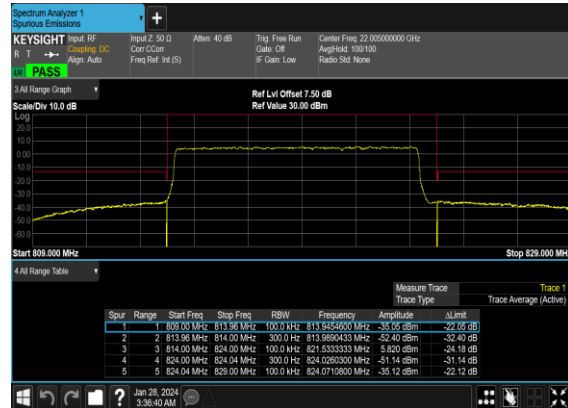 Spectrum Analyzer 1
Spurious Emissions
+
KEYSIGHT Input: RF Input Z: 50 Ω Atten: 40 dB Trig: Free Run Center Freq: 22.005000000 GHz
R T Coupling: DC Corr CCorr Gate: Off Avg|Hold: 100/100
Align: Auto Freq Ref: Int (S) IF Gain: Low Radio Std: None
LW PASS
3 All Range Graph
Ref Lvl Offset 7.50 dB
Scale/Div 10.0 dB Ref Value 30.00 dBm
Log
20.0
10.0
0.00
-10.0
-20.0
-30.0
-40.0
-50.0
-60.0
Start 809.000 MHz Stop 829.000 MH
4 All Range Table
Measure Trace Trace 1
Trace Type Trace Average (Active)
Spur Range Start Freq Stop Freq RBW Frequency Amplitude ΔLimit
1 1 809.00 MHz 813.96 MHz 100.0 kHz 813.9454600 MHz -35.05 dBm -22.05 dB
2 2 813.96 MHz 814.00 MHz 300.0 Hz 813.9890433 MHz -52.40 dBm -32.40 dB
3 3 814.00 MHz 824.00 MHz 100.0 kHz 821.5333333 MHz 5.820 dBm -24.18 dB
4 4 824.00 MHz 824.04 MHz 300.0 Hz 824.0260300 MHz -51.14 dBm -31.14 dB
5 5 824.04 MHz 829.00 MHz 100.0 kHz 824.0710800 MHz -35.12 dBm -22.12 dB
? Jan 28, 2024
3:36:40 AM